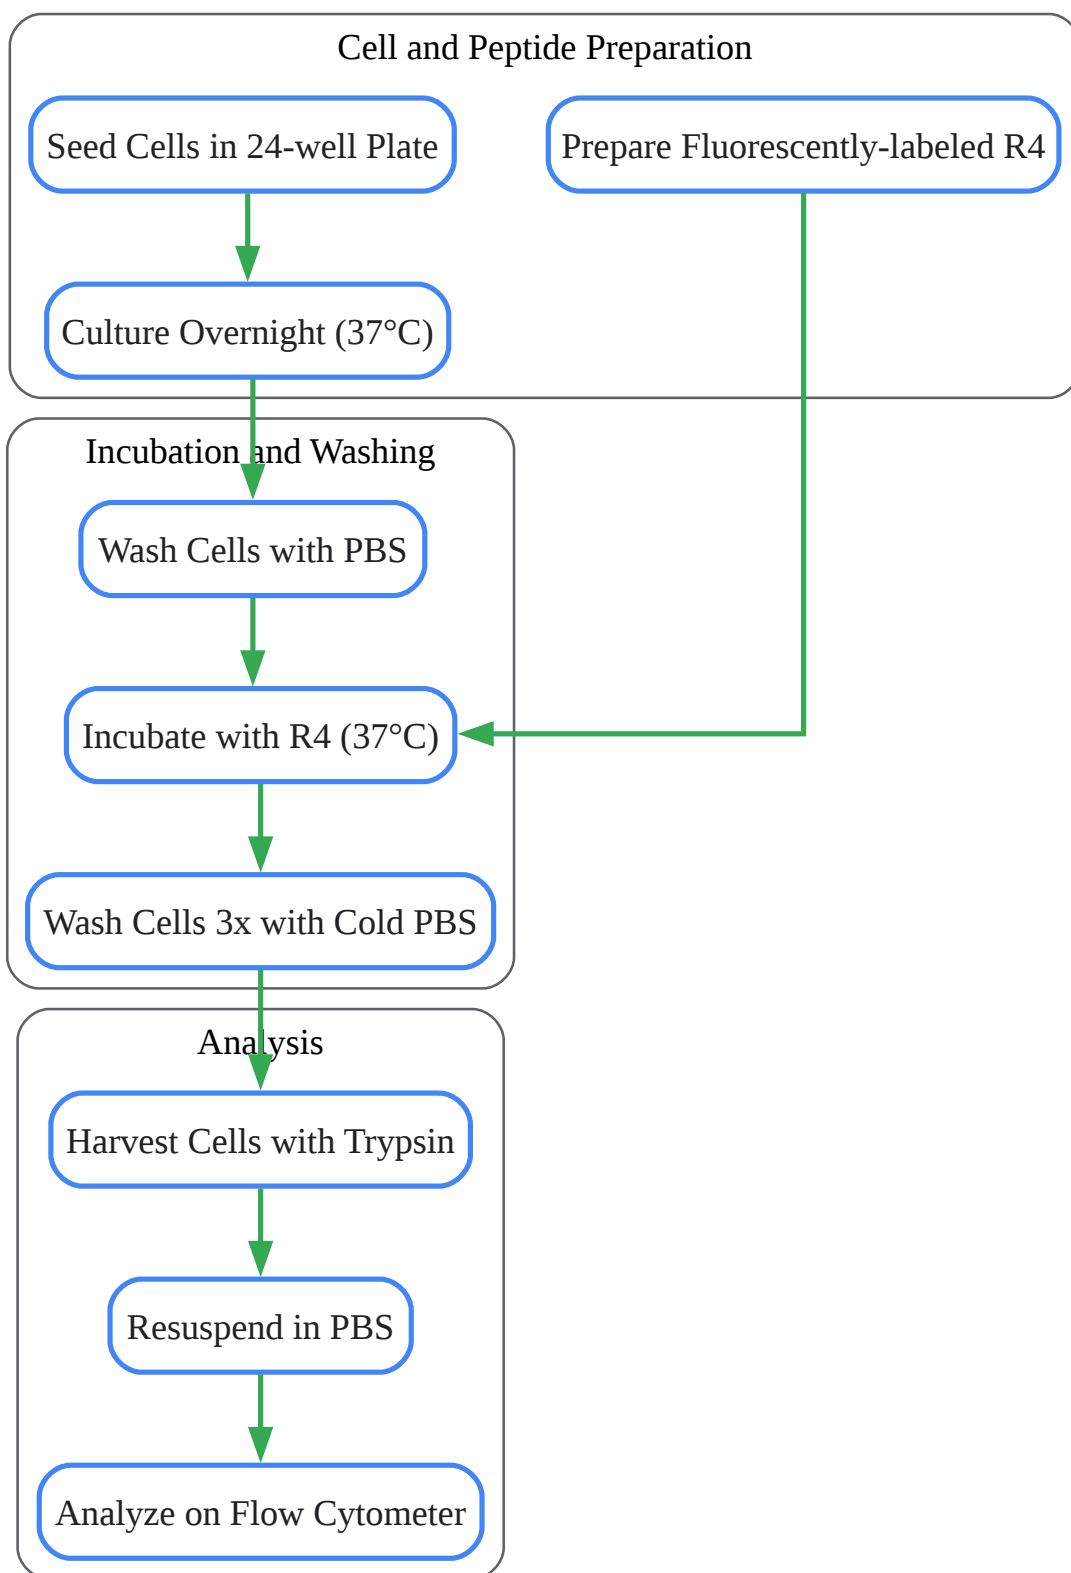 Cell and Peptide Preparation
Seed Cells in 24-well Plate
Prepare Fluorescently-labeled R4
Culture Overnight (37°C)
Incubation and Washing
Wash Cells with PBS
Incubate with R4 (37°C)
Wash Cells 3x with Cold PBS
Analysis
Harvest Cells with Trypsin
Resuspend in PBS
Analyze on Flow Cytometer